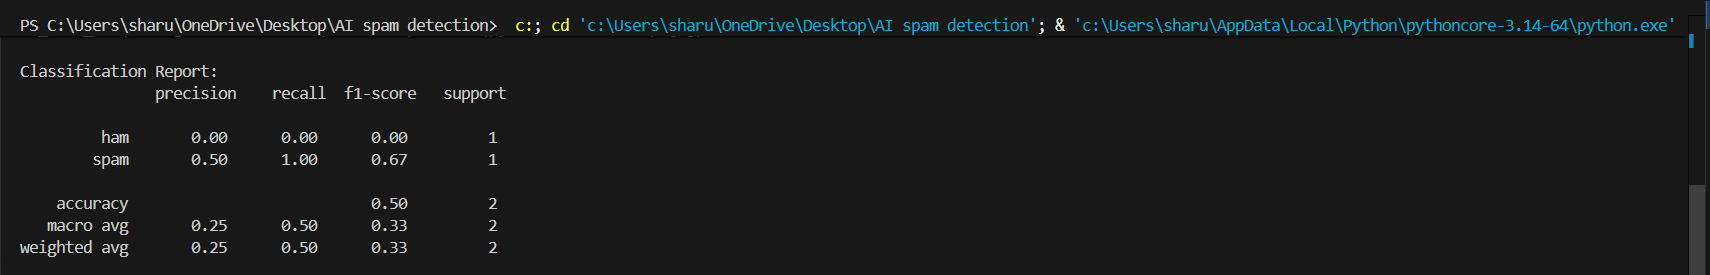 PS C:\Users\sharu\OneDrive\Desktop\AI spam detection>  c:; cd 'c:\Users\sharu\OneDrive\Desktop\AI spam detection'; & 'c:\Users\sharu\AppData\Local\Python\pythoncore-3.14-64\python.exe'
Classification Report:
precision    recall  f1-score   support
ham       0.00      0.00      0.00         1
spam       0.50      1.00      0.67         1
accuracy                           0.50         2
macro avg       0.25      0.50      0.33         2
weighted avg       0.25      0.50      0.33         2